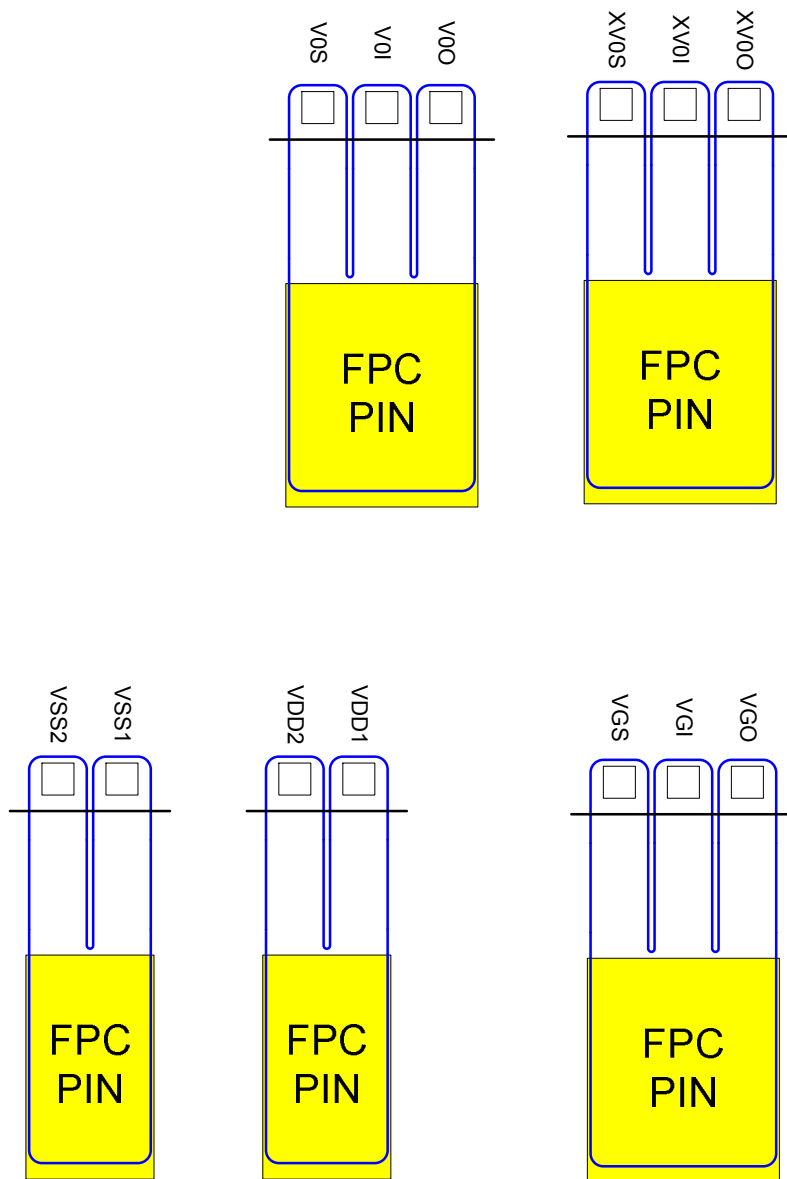 V0S
V0I
V0O
XV0S
XV0I
XV0O
FPC
PIN
FPC
PIN
VSS2
VSS1
VDD2
VDD1
VGS
VGI
VGO
FPC
PIN
FPC
PIN
FPC
PIN